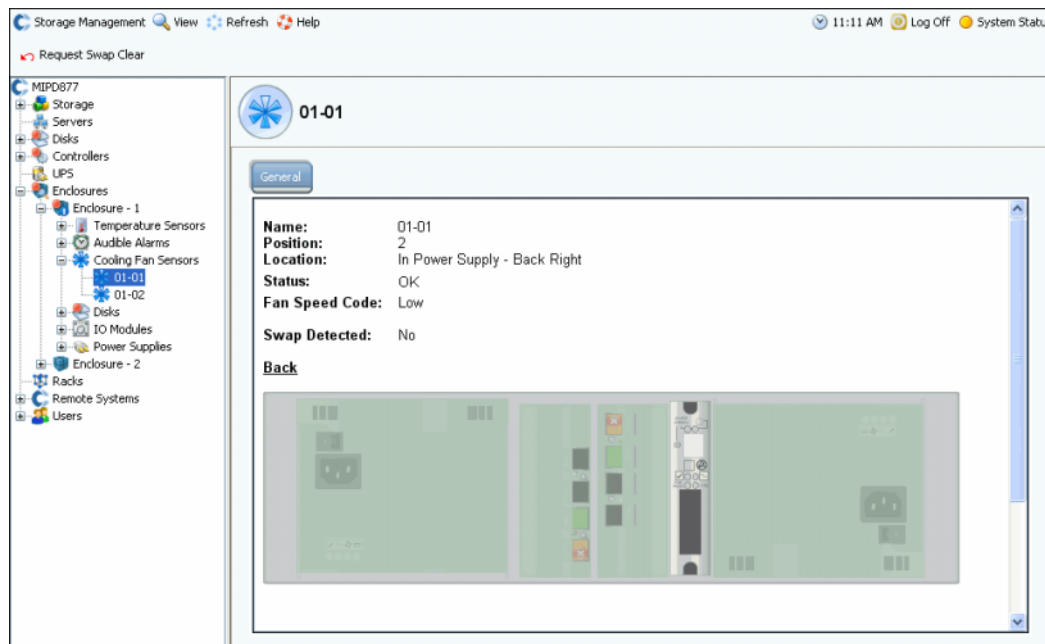 Storage Management View Refresh Help 11:11 AM Log Off System Statu
Request Swap Clear
MIPD877
Storage
Servers
Disks
Controllers
UPS
Enclosures
Enclosure - 1
Temperature Sensors
Audible Alarms
Cooling Fan Sensors
01-01
01-02
Disks
IO Modules
Power Supplies
Enclosure - 2
Racks
Remote Systems
Users
01-01
General
Name: 01-01
Position: 2
Location: In Power Supply - Back Right
Status: OK
Fan Speed Code: Low
Swap Detected: No
Back